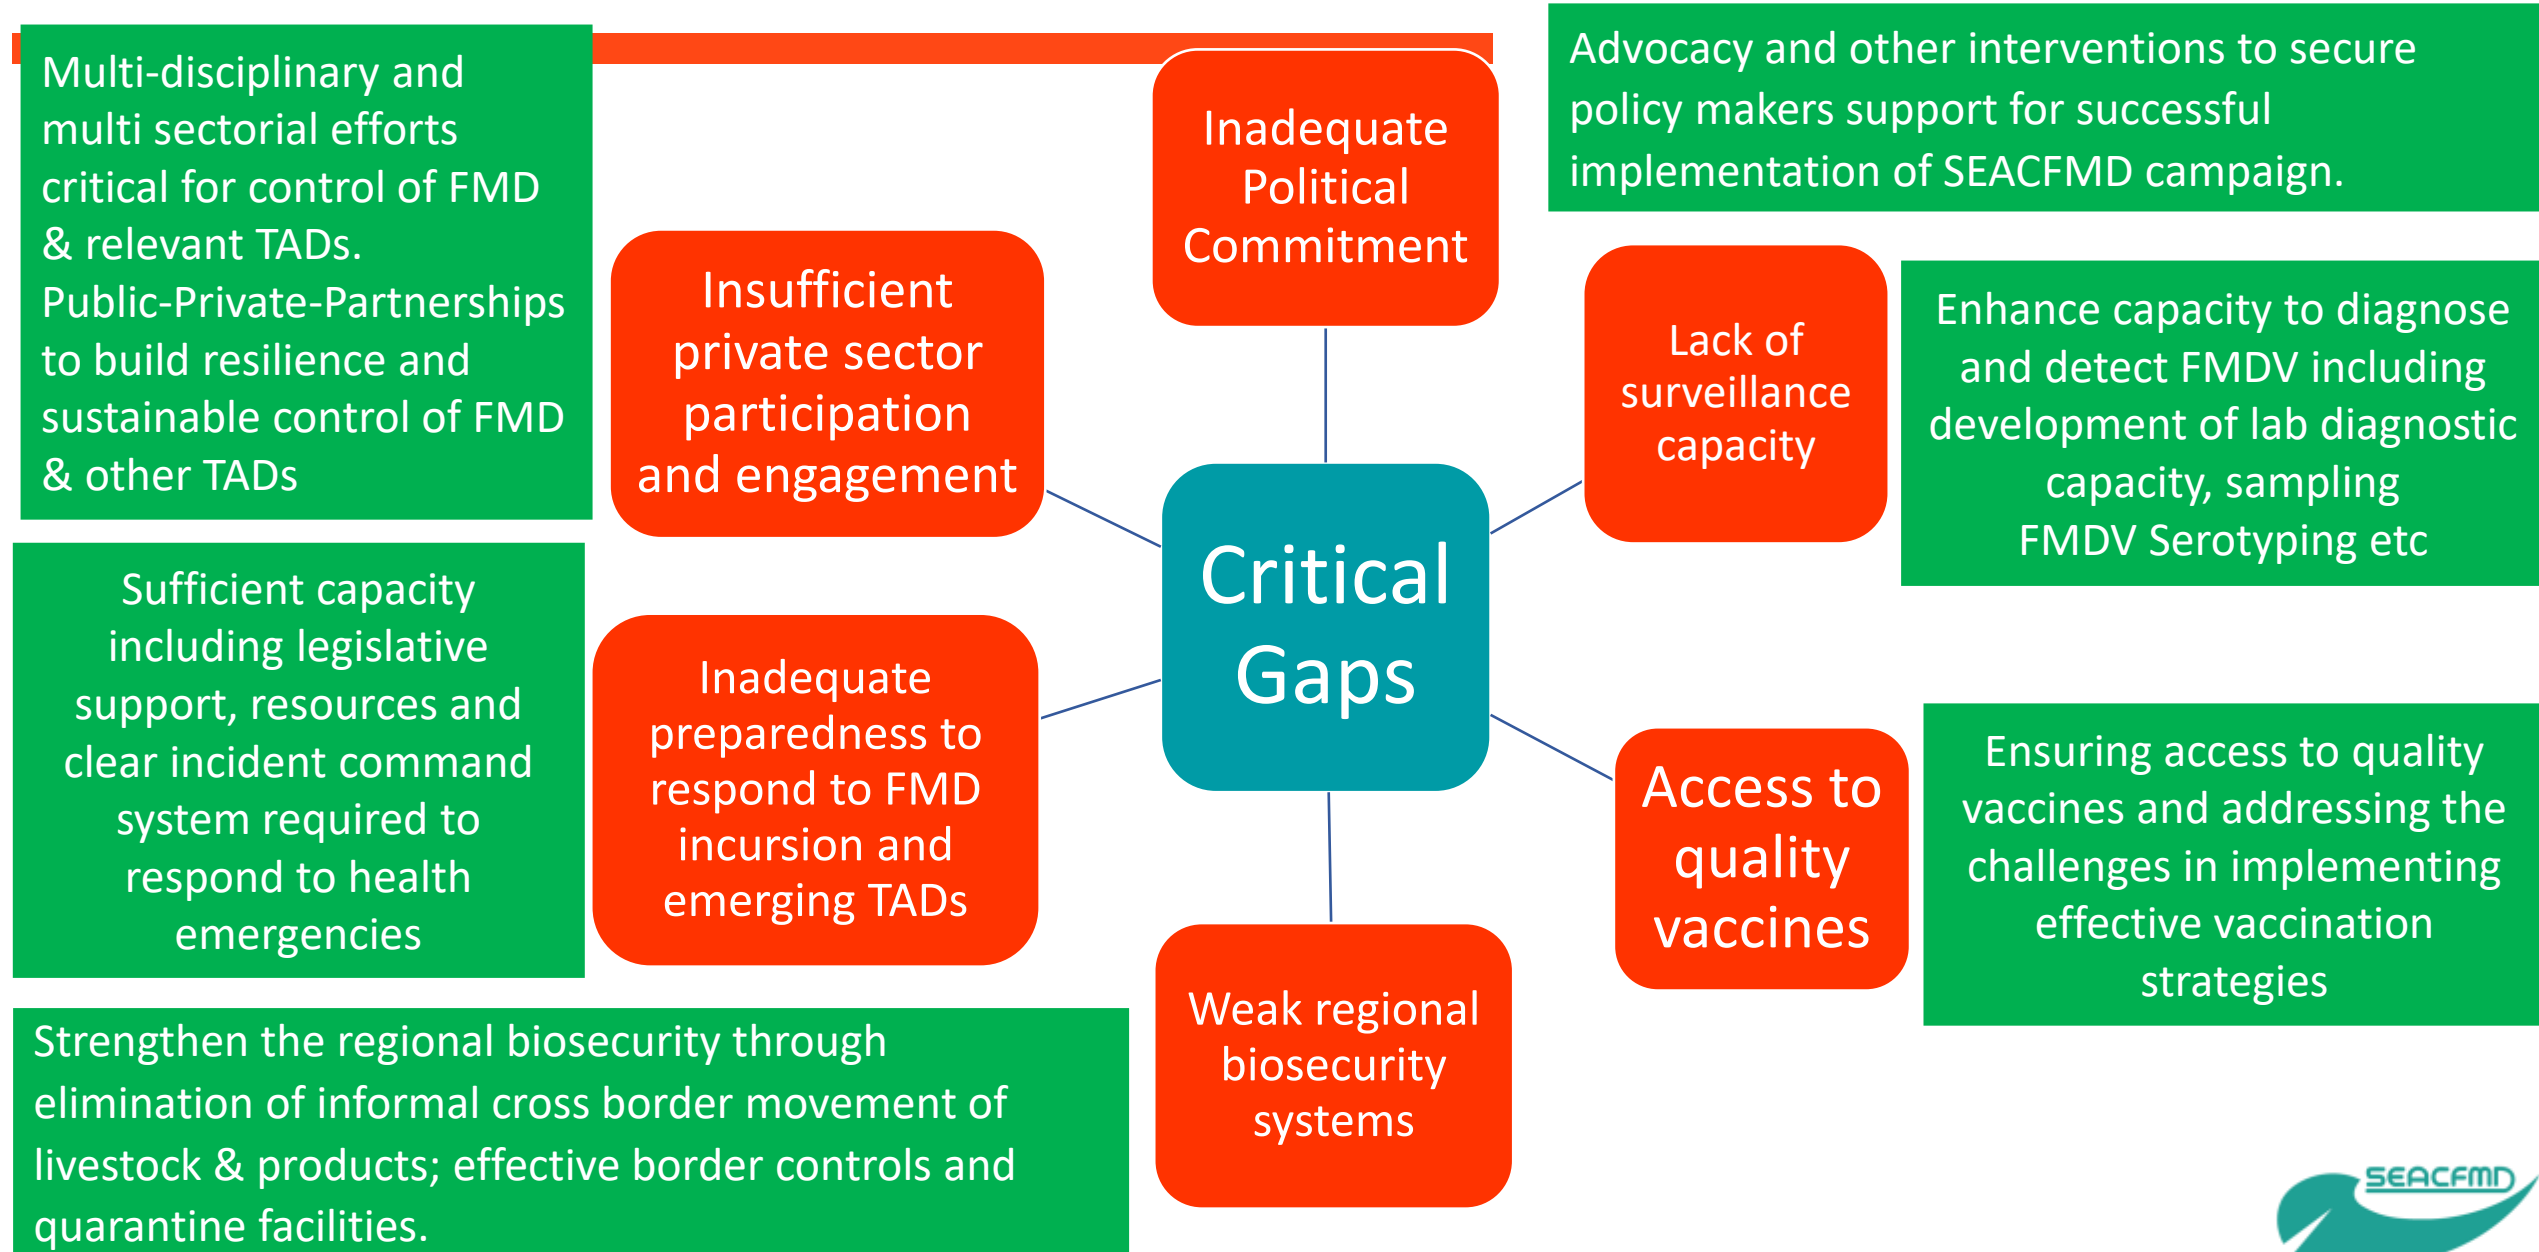 Multi-disciplinary and
multi sectorial efforts
critical for control of FMD
& relevant TADs.
Public-Private-Partnerships
to build resilience and
sustainable control of FMD
& other TADs
Insufficient
private sector
participation
and engagement
Inadequate
Political
Commitment
Advocacy and other interventions to secure
policy makers support for successful
implementation of SEACFMD campaign.
Lack of
surveillance
capacity
Enhance capacity to diagnose
and detect FMDV including
development of lab diagnostic
capacity, sampling
FMDV Serotyping etc
Critical
Gaps
Sufficient capacity
including legislative
support, resources and
clear incident command
system required to
respond to health
emergencies
Inadequate
preparedness to
respond to FMD
incursion and
emerging TADs
Access to
quality
vaccines
Ensuring access to quality
vaccines and addressing the
challenges in implementing
effective vaccination
strategies
Strengthen the regional biosecurity through
elimination of informal cross border movement of
livestock & products; effective border controls and
quarantine facilities.
Weak regional
biosecurity
systems
SEACFMD